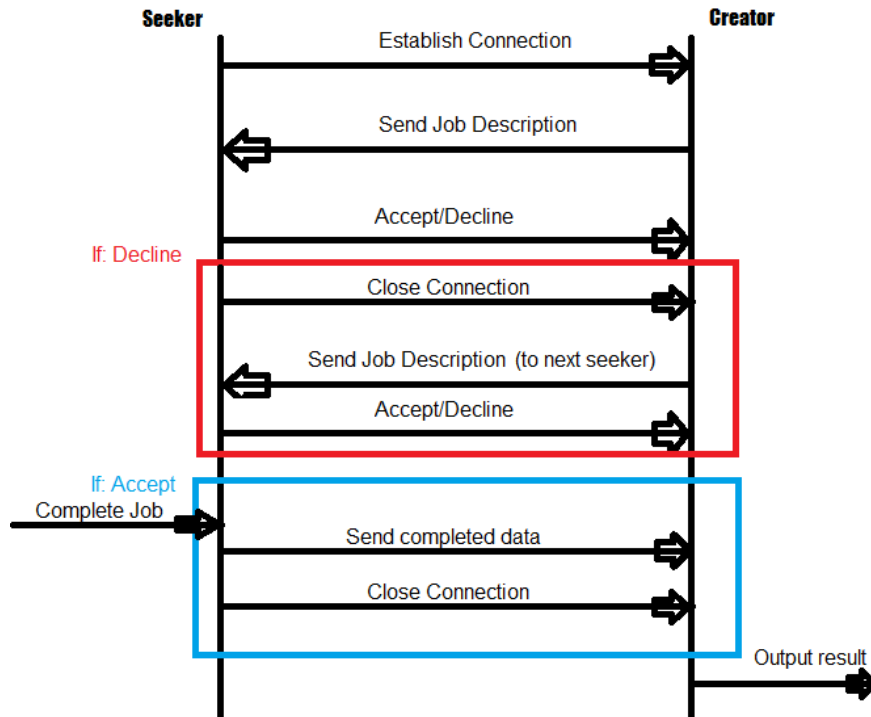 Seeker
Creator
Establish Connection
Send Job Description
Accept/Decline
If: Decline
Close Connection
Send Job Description (to next seeker)
Accept/Decline
If: Accept
Complete Job
Send completed data
Close Connection
Output result